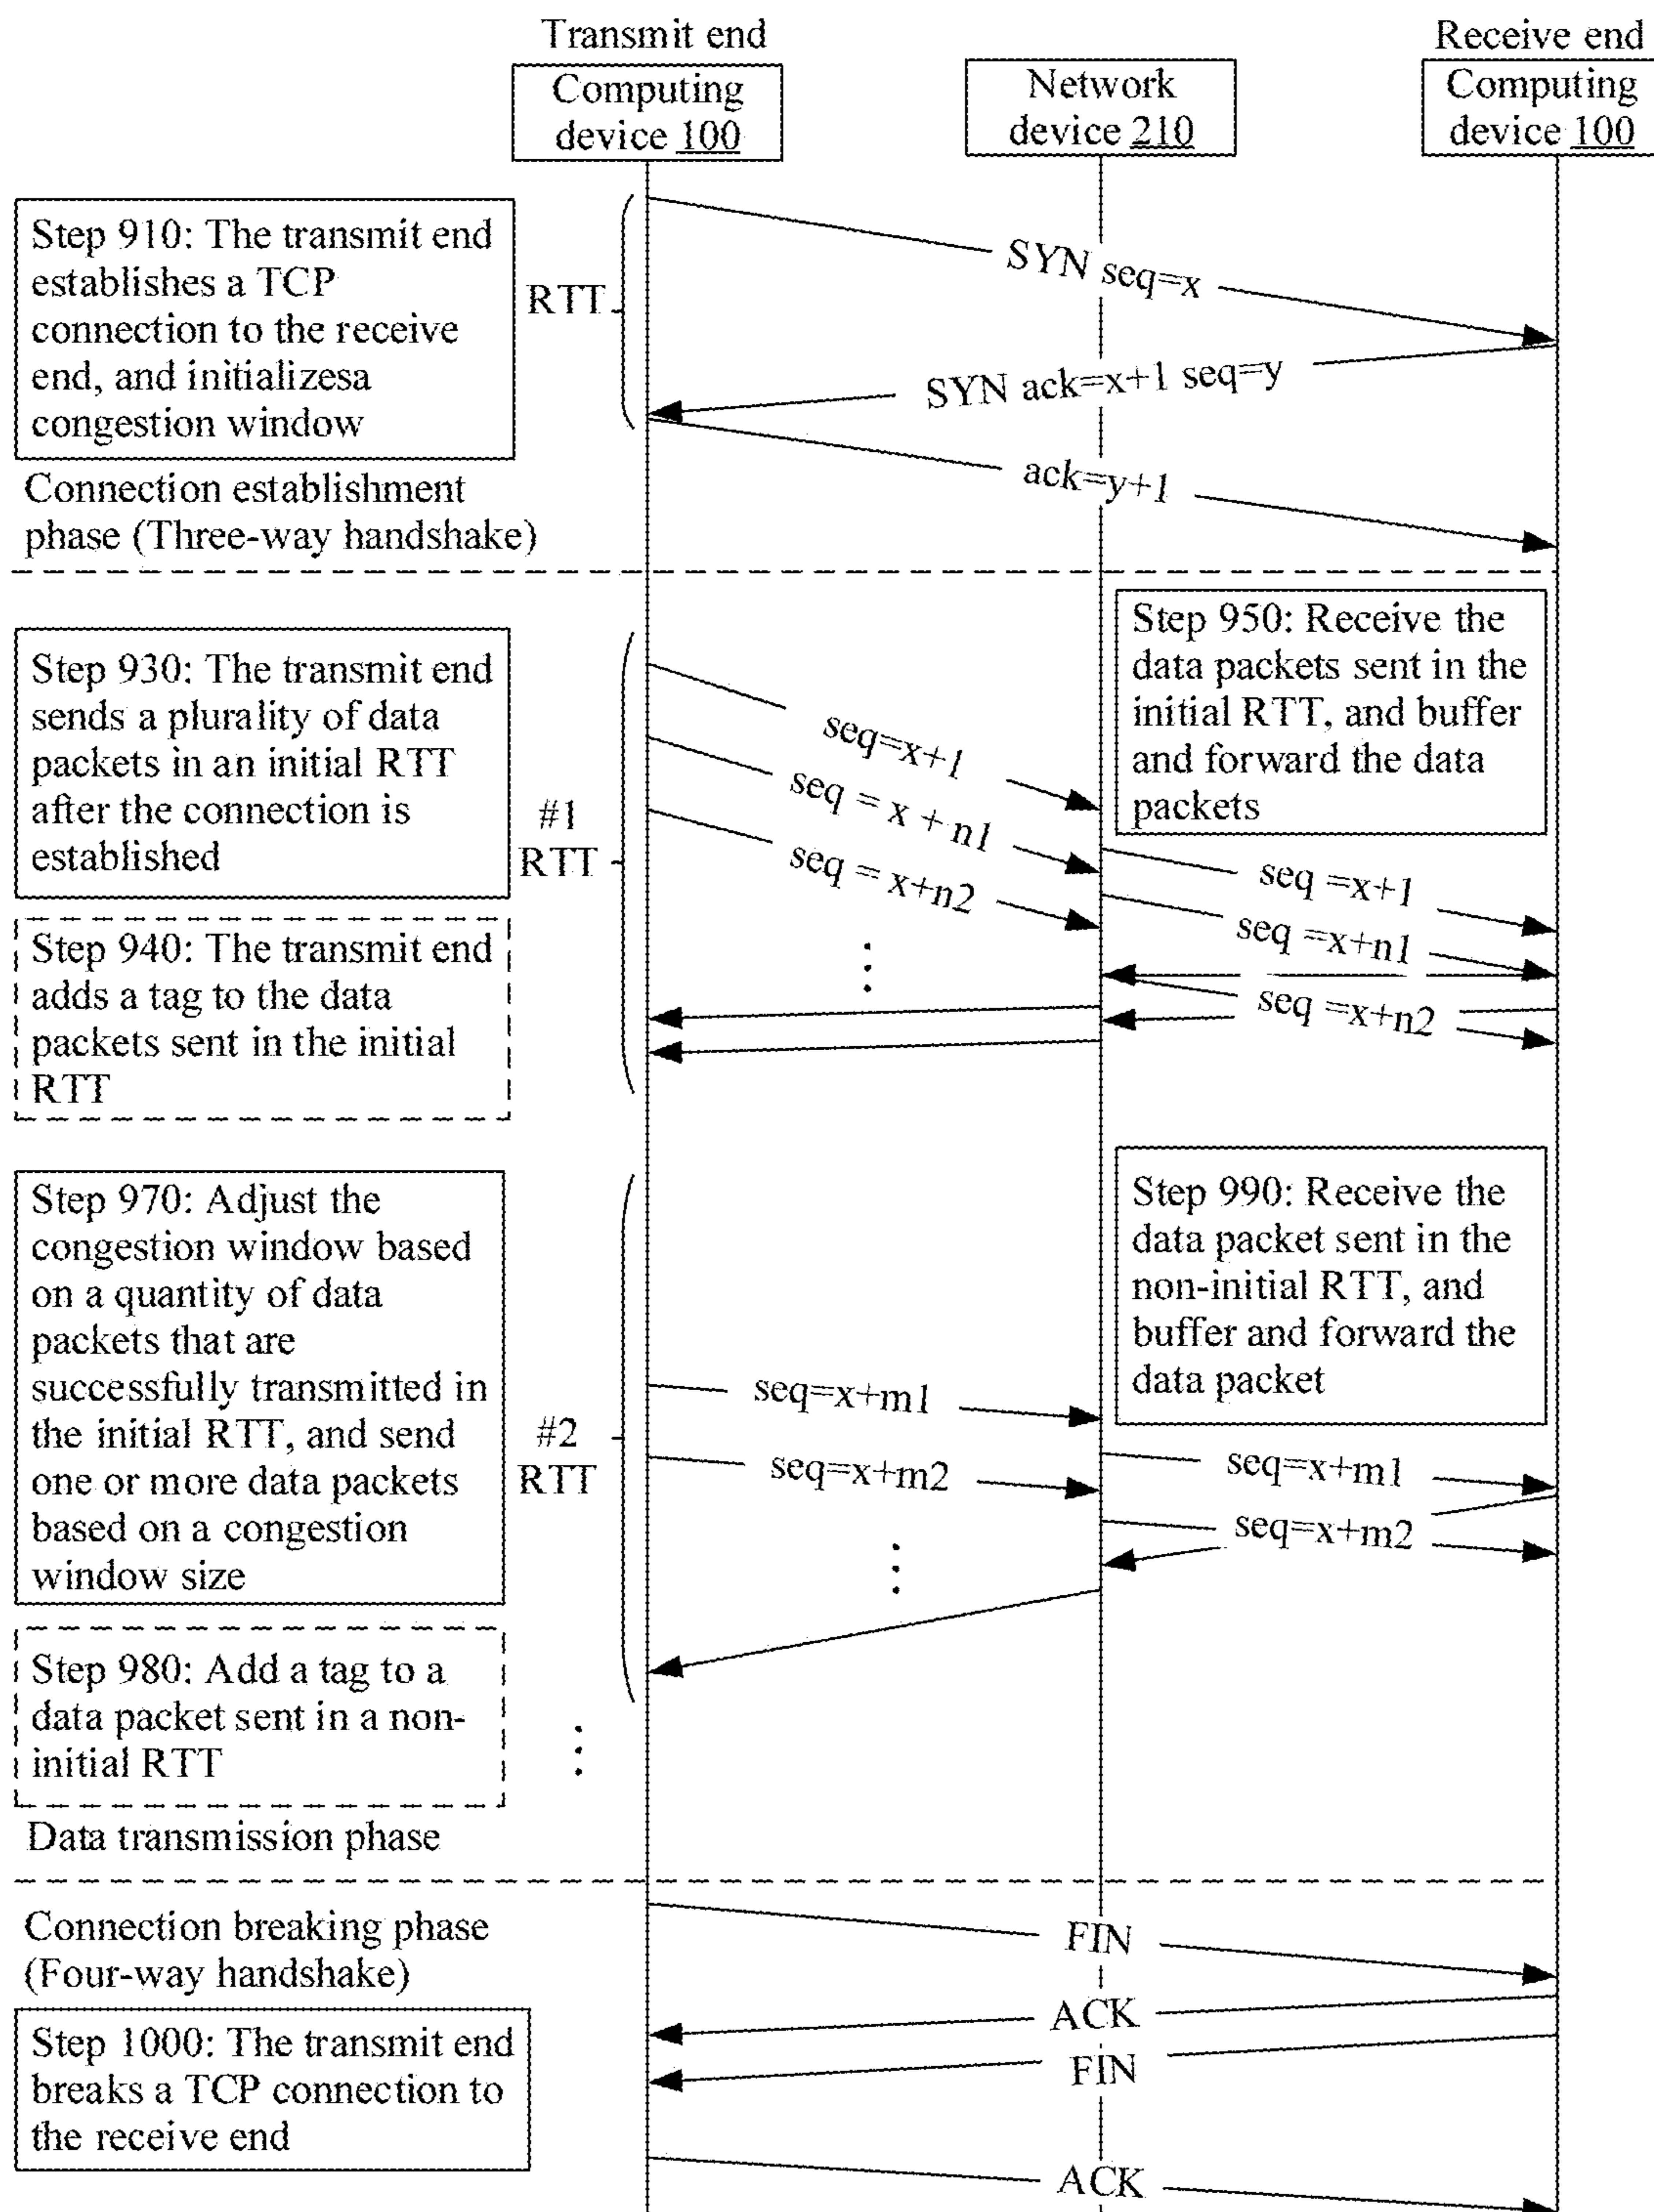 Transmit end
Receive end
Computing
device 100
Network
device 210
Computing
device 100
Step 910: The transmit end
establishes a TCP
connection to the receive
end, and initializesa
congestion window
RTT
SYN seq=x
SYN ack=x+1 seq=y
ack=y+1
Connection establishment
phase (Three-way handshake)
Step 930: The transmit end
sends a plurality of data
packets in an initial RTT
after the connection is
established
#1
RTT
seq=x+1
seq = x + n1
seq = x+n2
⋮
Step 950: Receive the
data packets sent in the
initial RTT, and buffer
and forward the data
packets
seq =x+1
seq =x+n1
seq =x+n2
Step 940: The transmit end
adds a tag to the data
packets sent in the initial
RTT
Step 970: Adjust the
congestion window based
on a quantity of data
packets that are
successfully transmitted in
the initial RTT, and send
one or more data packets
based on a congestion
window size
#2
RTT
seq=x+m1
seq=x+m2
⋮
Step 990: Receive the
data packet sent in the
non-initial RTT, and
buffer and forward the
data packet
seq=x+m1
seq=x+m2
Step 980: Add a tag to a
data packet sent in a non-
initial RTT
⋮
Data transmission phase
Connection breaking phase
(Four-way handshake)
Step 1000: The transmit end
breaks a TCP connection to
the receive end
FIN
ACK
FIN
ACK